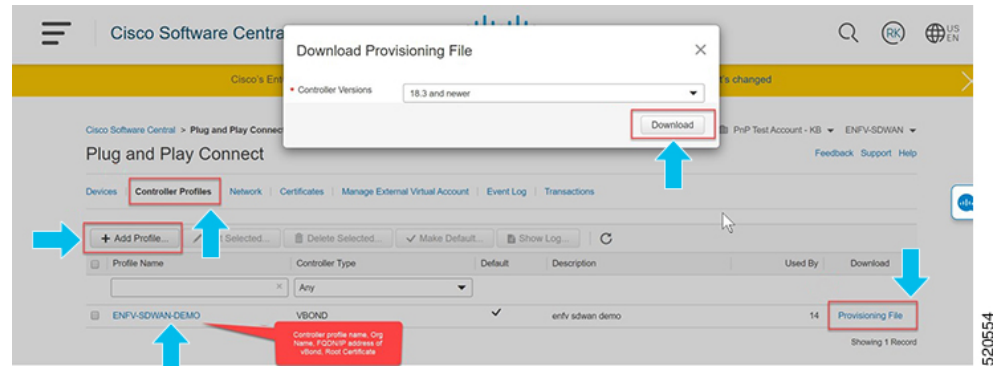 Cisco Software Centra
RK
US
EN
Download Provisioning File
Cisco's Ent
t's changed
* Controller Versions
18.3 and newer
Download
Cisco Software Central > Plug and Play Connec
PnP Test Account - KB
ENFV-SDWAN
Plug and Play Connect
Feedback Support Help
Devices | Controller Profiles | Network | Certificates | Manage External Virtual Account | Event Log | Transactions
+ Add Profile...
Selected...
Delete Selected...
Make Default...
Show Log...
Profile Name
Controller Type
Default
Description
Used By
Download
Any
ENFV-SDWAN-DEMO
VBOND
enfv sdwan demo
14
Provisioning File
Controller profile name, Org
Name, FQDN/IP address of
vBond, Root Certificate
Showing 1 Record
520554